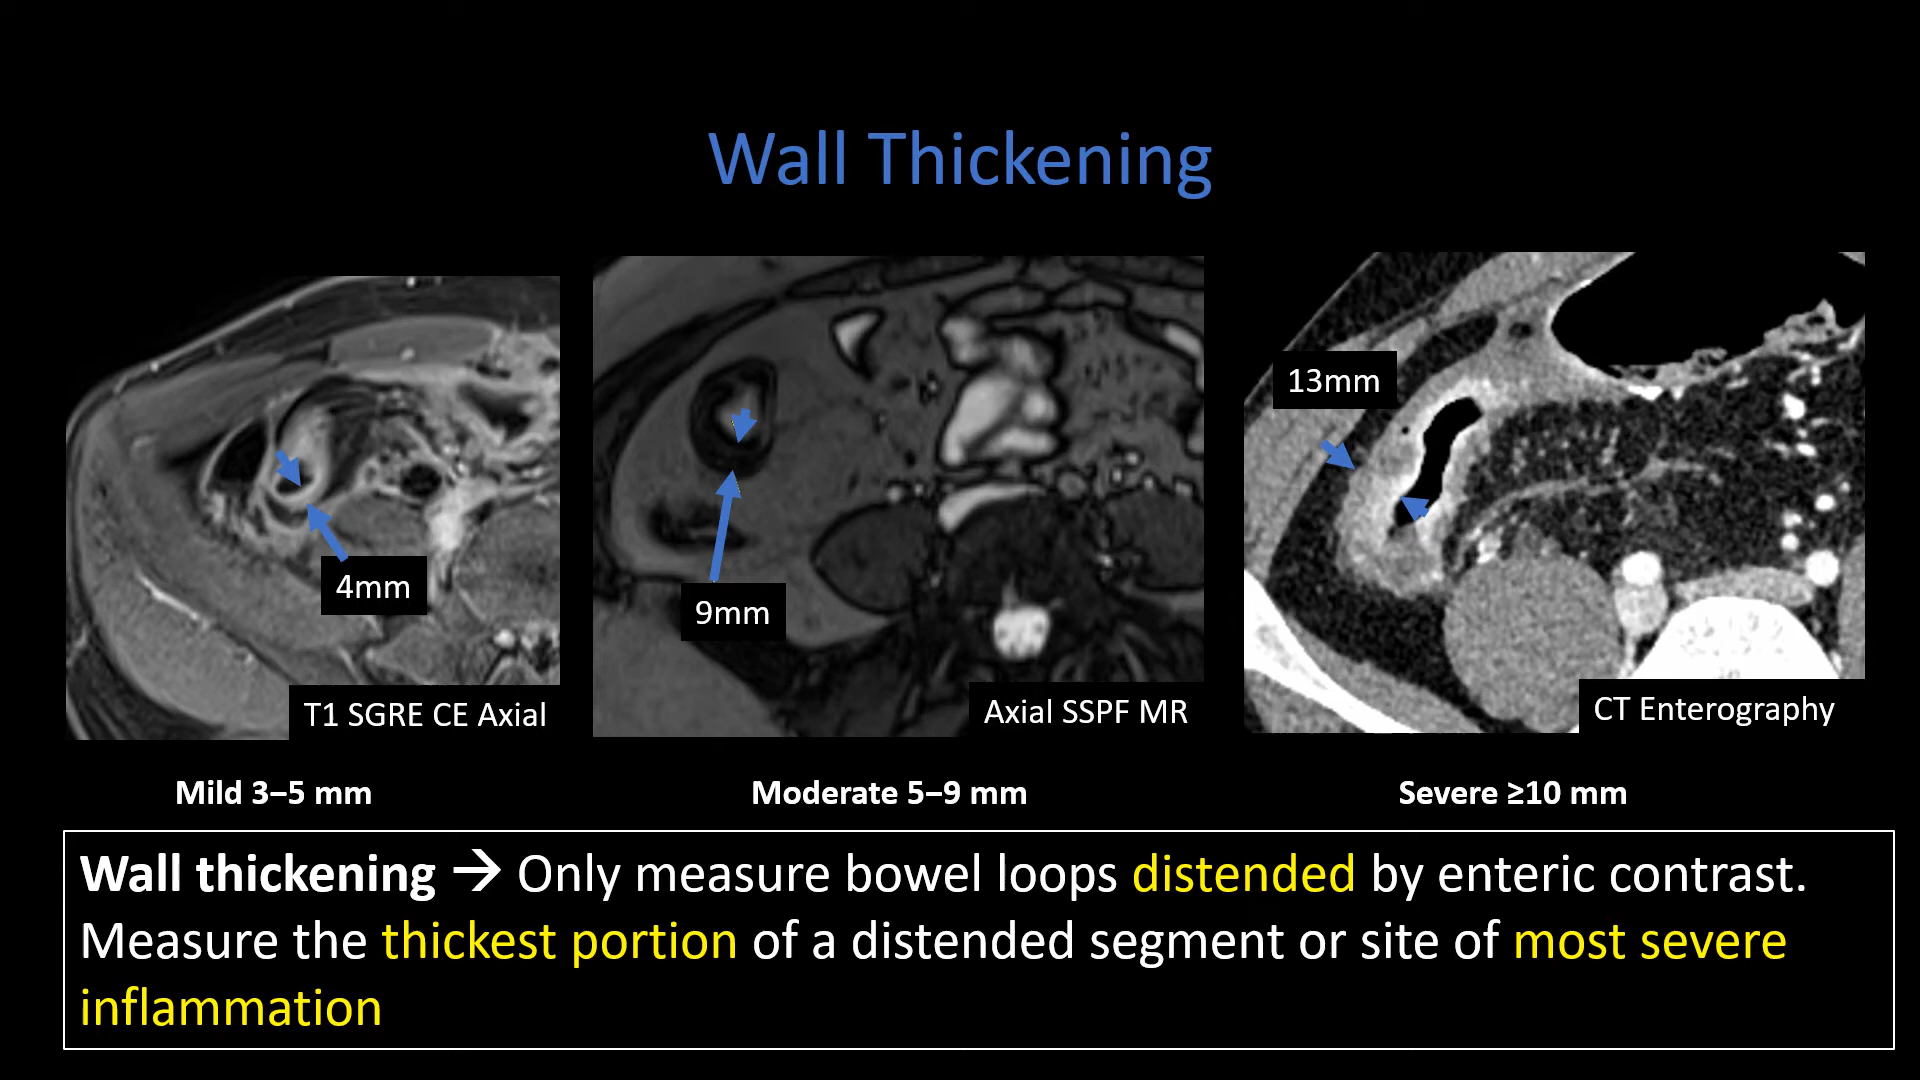 Wall Thickening
13mm
4mm
9mm
T1 SGRE CE Axial
Axial SSPF MR
CT Enterography
Mild 3–5 mm
Moderate 5–9 mm
Severe ≥10 mm
Wall thickening → Only measure bowel loops distended by enteric contrast.
Measure the thickest portion of a distended segment or site of most severe
inflammation